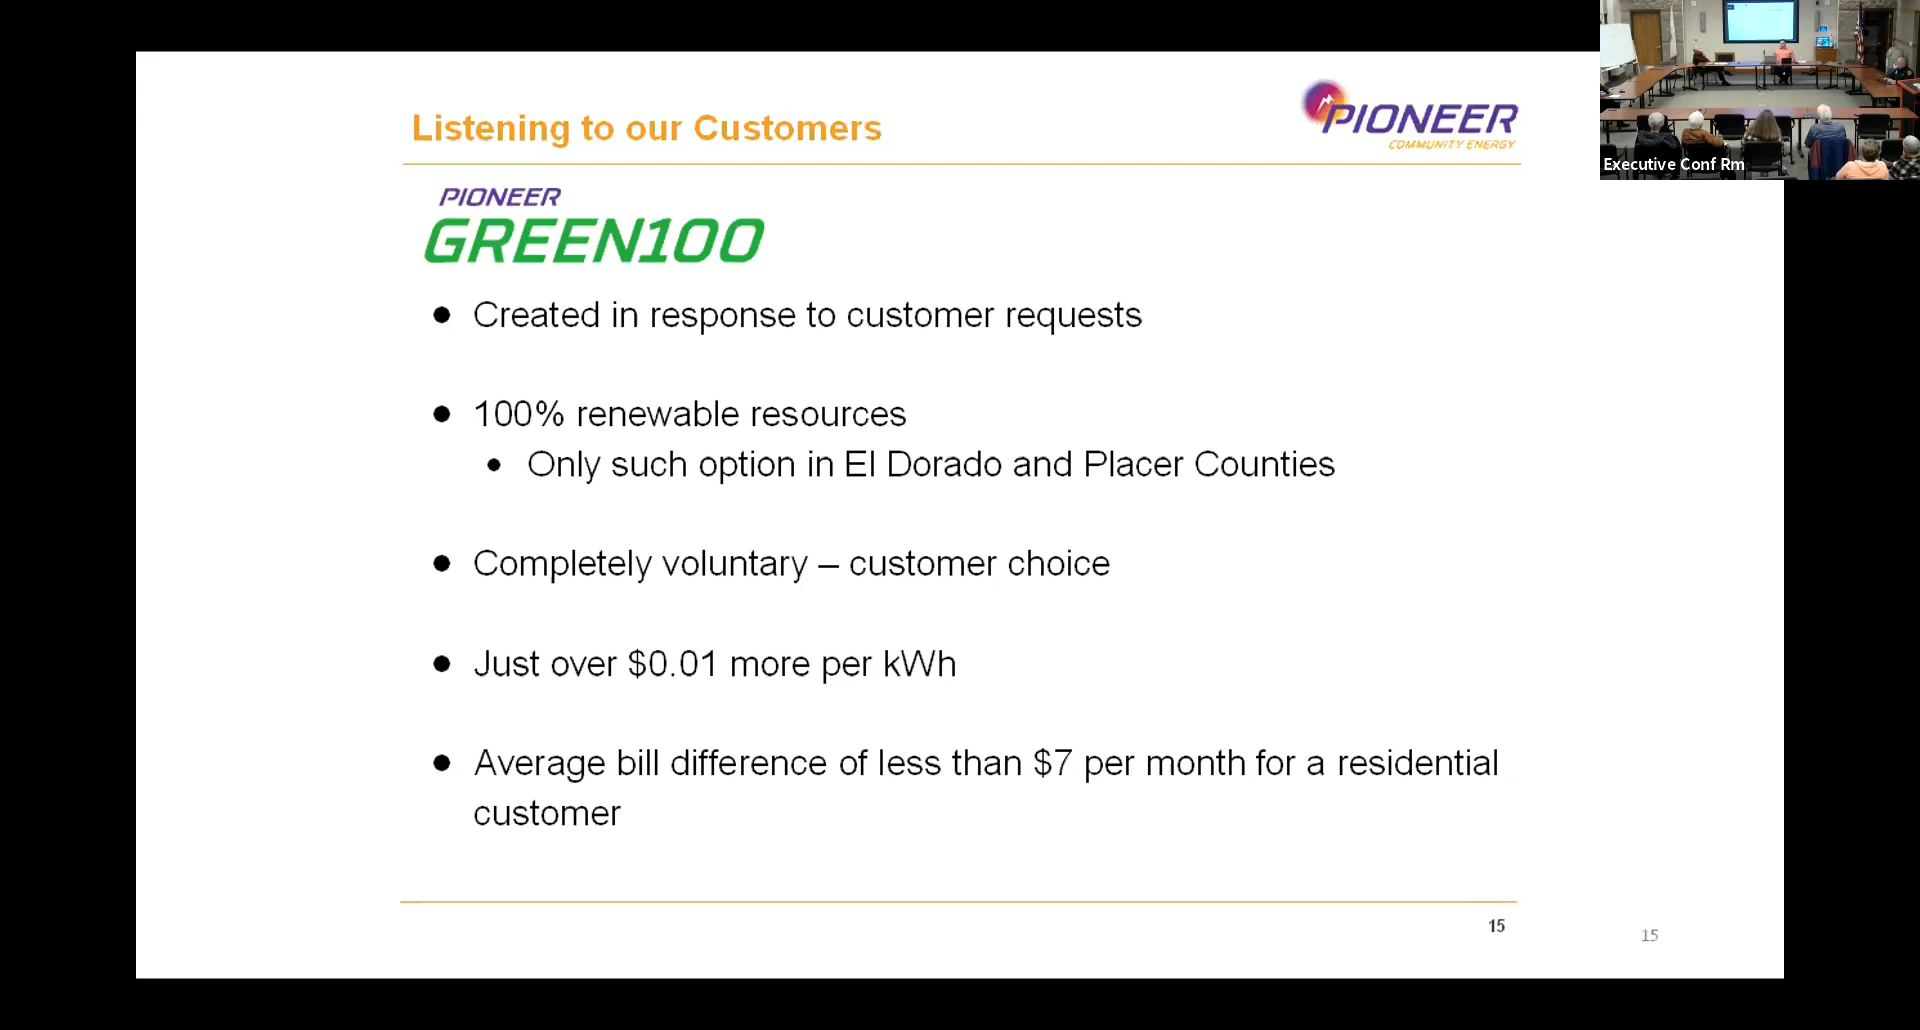 Executive Conf Rm
Listening to our Customers
PIONEER
COMMUNITY ENERGY
PIONEER
GREEN100
● Created in response to customer requests
● 100% renewable resources
● Only such option in El Dorado and Placer Counties
● Completely voluntary – customer choice
● Just over $0.01 more per kWh
● Average bill difference of less than $7 per month for a residential
customer
15
15